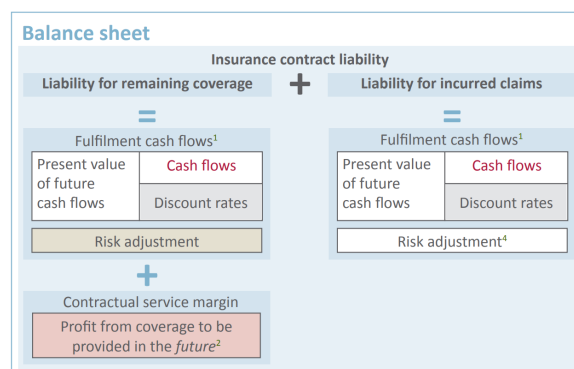 Balance sheet
Insurance contract liability
Liability for remaining coverage + Liability for incurred claims
= =
Fulfilment cash flows¹ Fulfilment cash flows¹
Present value of future cash flows Cash flows Present value of future cash flows Cash flows
Discount rates Discount rates
Risk adjustment Risk adjustment⁴
+
Contractual service margin
Profit from coverage to be
provided in the future²